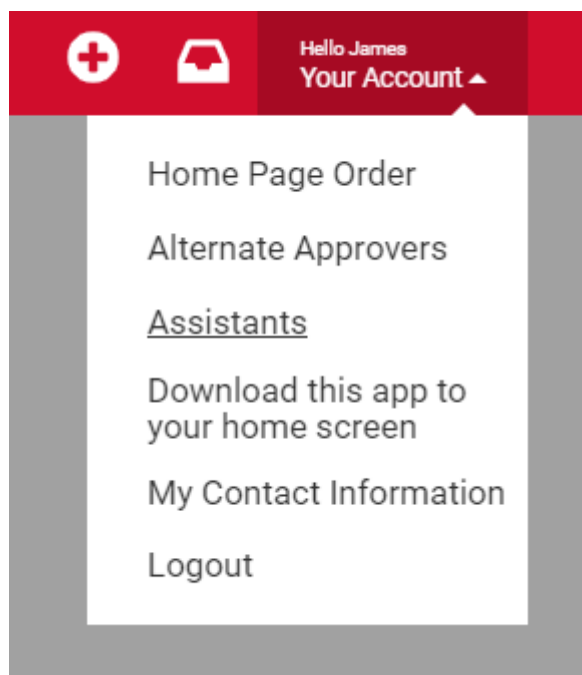 Hello James
Your Account
Home Page Order
Alternate Approvers
Assistants
Download this app to
your home screen
My Contact Information
Logout